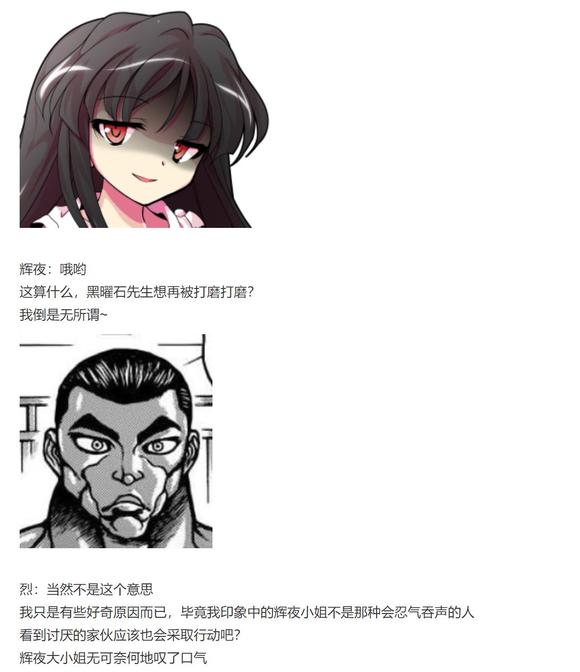 辉夜：哦哟
这算什么，黑曜石先生想再被打磨打磨？
我倒是无所谓~
烈：当然不是这个意思
我只是有些好奇原因而已，毕竟我印象中的辉夜小姐不是那种会忍气吞声的人
看到讨厌的家伙应该也会采取行动吧？
辉夜大小姐无可奈何地叹了口气